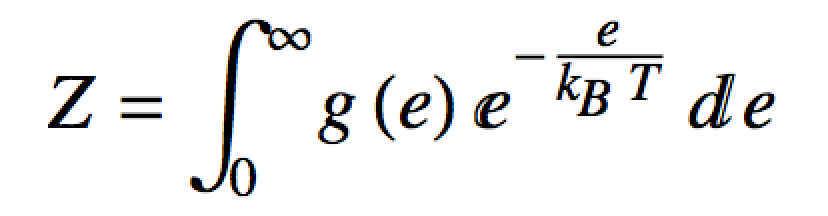 Z = ∫₀^∞ g (e) ⅇ^(-e/(k_B T)) ⅆe